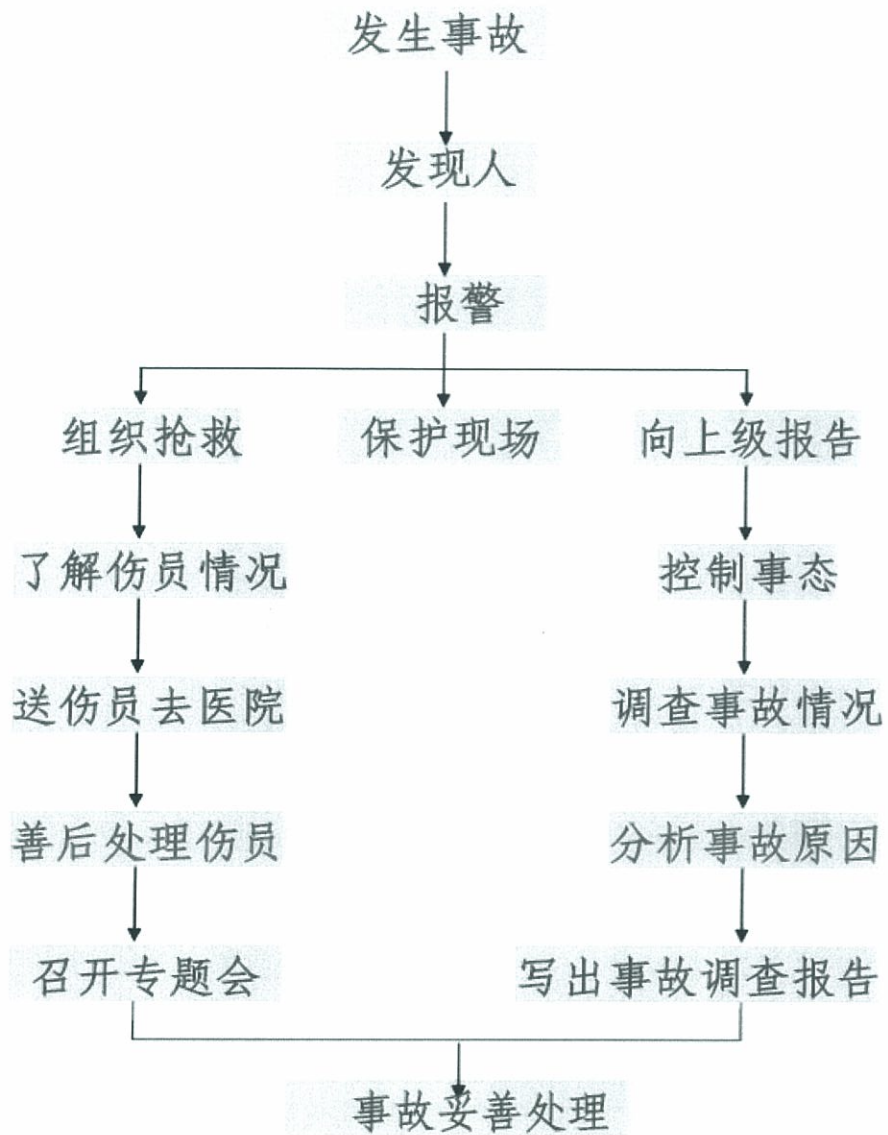 发生事故
发现人
报警
组织抢救 保护现场 向上级报告
了解伤员情况 控制事态
送伤员去医院 调查事故情况
善后处理伤员 分析事故原因
召开专题会 写出事故调查报告
事故妥善处理